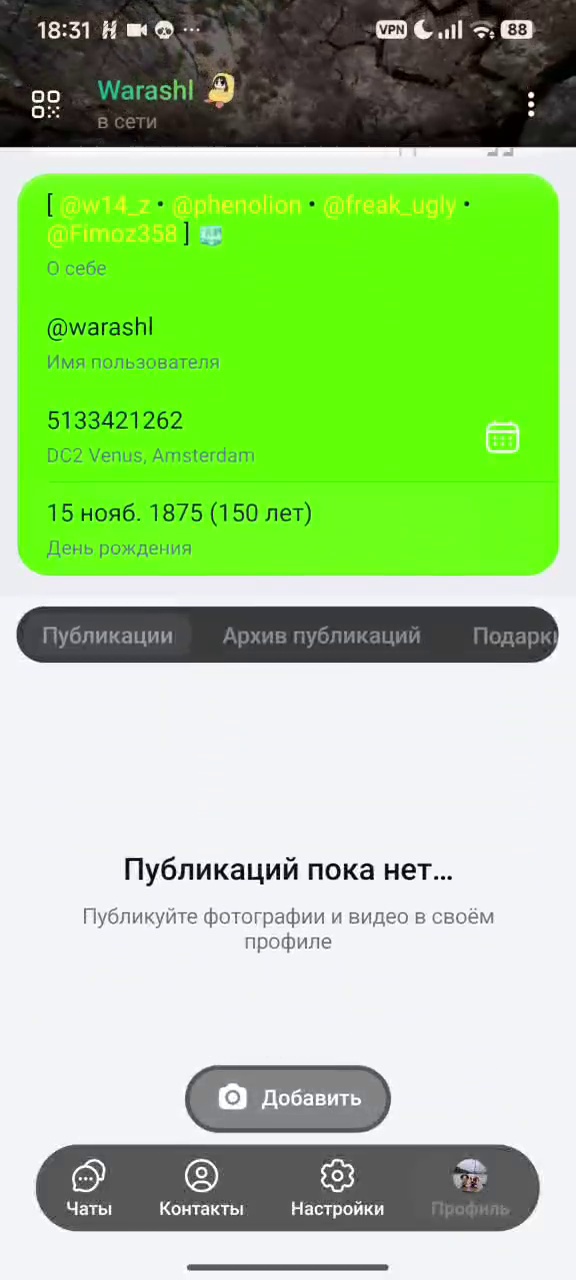 18:31 VPN 88
Warashl
в сети
[ @w14_z • @phenolion • @freak_ugly •
@Fimoz358 ]
О себе
@warashl
Имя пользователя
5133421262
DC2 Venus, Amsterdam
15 нояб. 1875 (150 лет)
День рождения
Публикации Архив публикаций Подарки
Публикаций пока нет...
Публикуйте фотографии и видео в своём
профиле
Добавить
Чаты Контакты Настройки Профиль